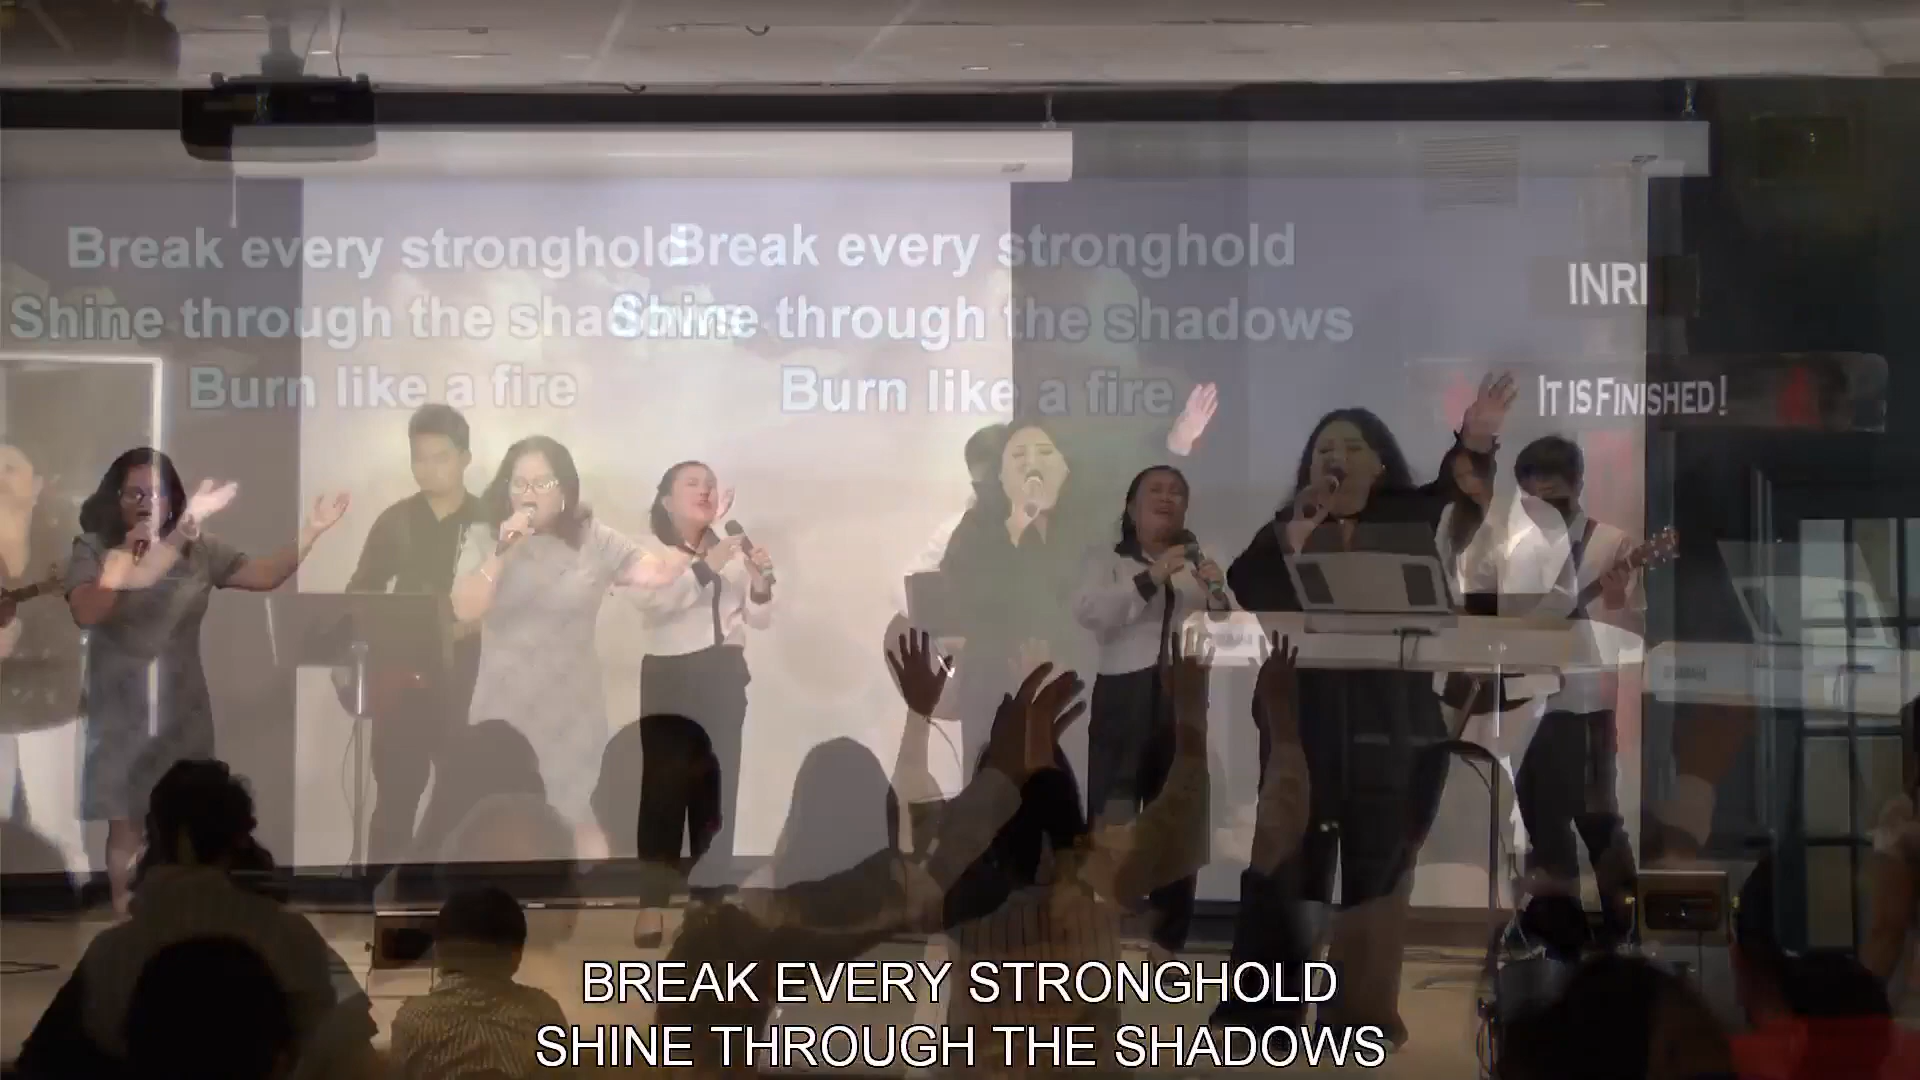 Break every stronghold
Shine through the shadows
Burn like a fire
Break every stronghold
Shine through the shadows
Burn like a fire
INRI
IT IS FINISHED!
BREAK EVERY STRONGHOLD
SHINE THROUGH THE SHADOWS